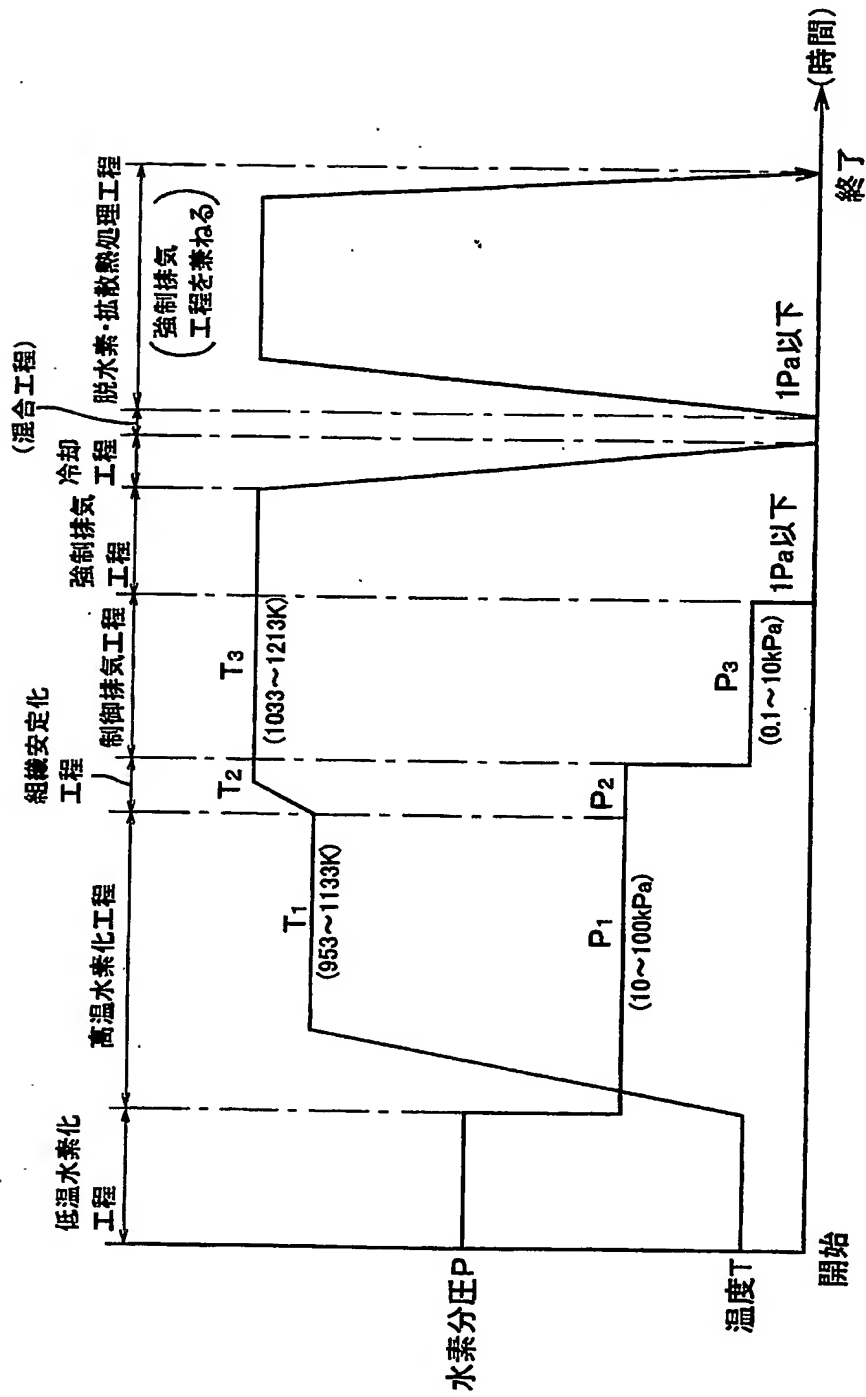 低温水素化
工程
高温水素化工程
組織安定化
工程
制御排気工程
強制排気
工程
冷却
工程
(混合工程)
脱水素・拡散熱処理工程
(強制排気
工程を兼ねる)
T1
(953～1133K)
T2
T3
(1033～1213K)
水素分圧P
P1
(10～100kPa)
P2
P3
(0.1～10kPa)
1Pa以下
1Pa以下
温度T
開始
終了
(時間)